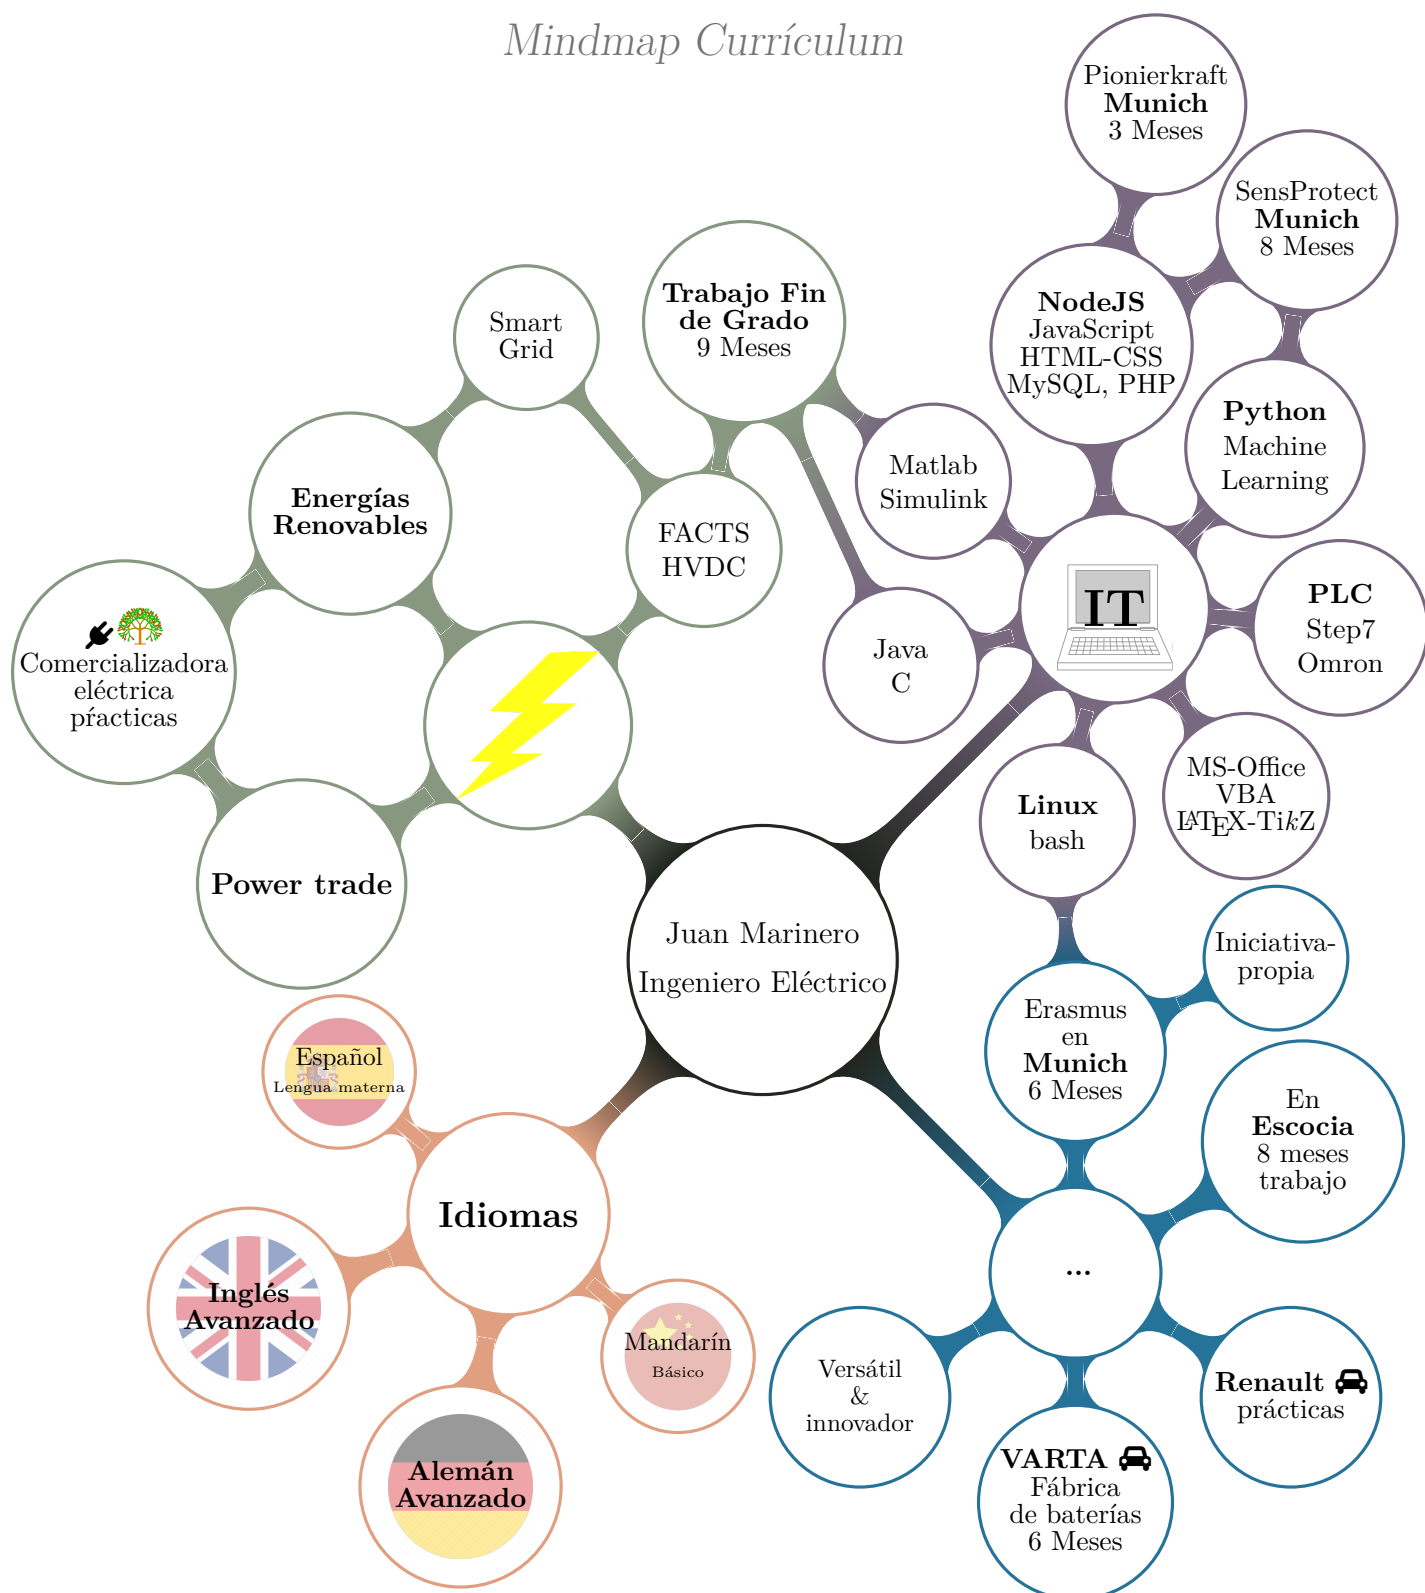 Mindmap Currículum
Pionierkraft
Munich
3 Meses
SensProtect
Munich
8 Meses
NodeJS
JavaScript
HTML-CSS
MySQL, PHP
Python
Machine
Learning
Trabajo Fin
de Grado
9 Meses
Smart
Grid
Matlab
Simulink
Energías
Renovables
FACTS
HVDC
IT
PLC
Step7
Omron
Java
C
Comercializadora
eléctrica
pŕacticas
MS-Office
VBA
LATEX-TikZ
Linux
bash
Power trade
Juan Marinero
Ingeniero Eléctrico
Iniciativa-
propia
Erasmus
en
Munich
6 Meses
Español
Lengua materna
En
Escocia
8 meses
trabajo
Idiomas
...
Inglés
Avanzado
Mandarín
Básico
Versátil
&
innovador
Renault
prácticas
Alemán
Avanzado
VARTA
Fábrica
de baterías
6 Meses